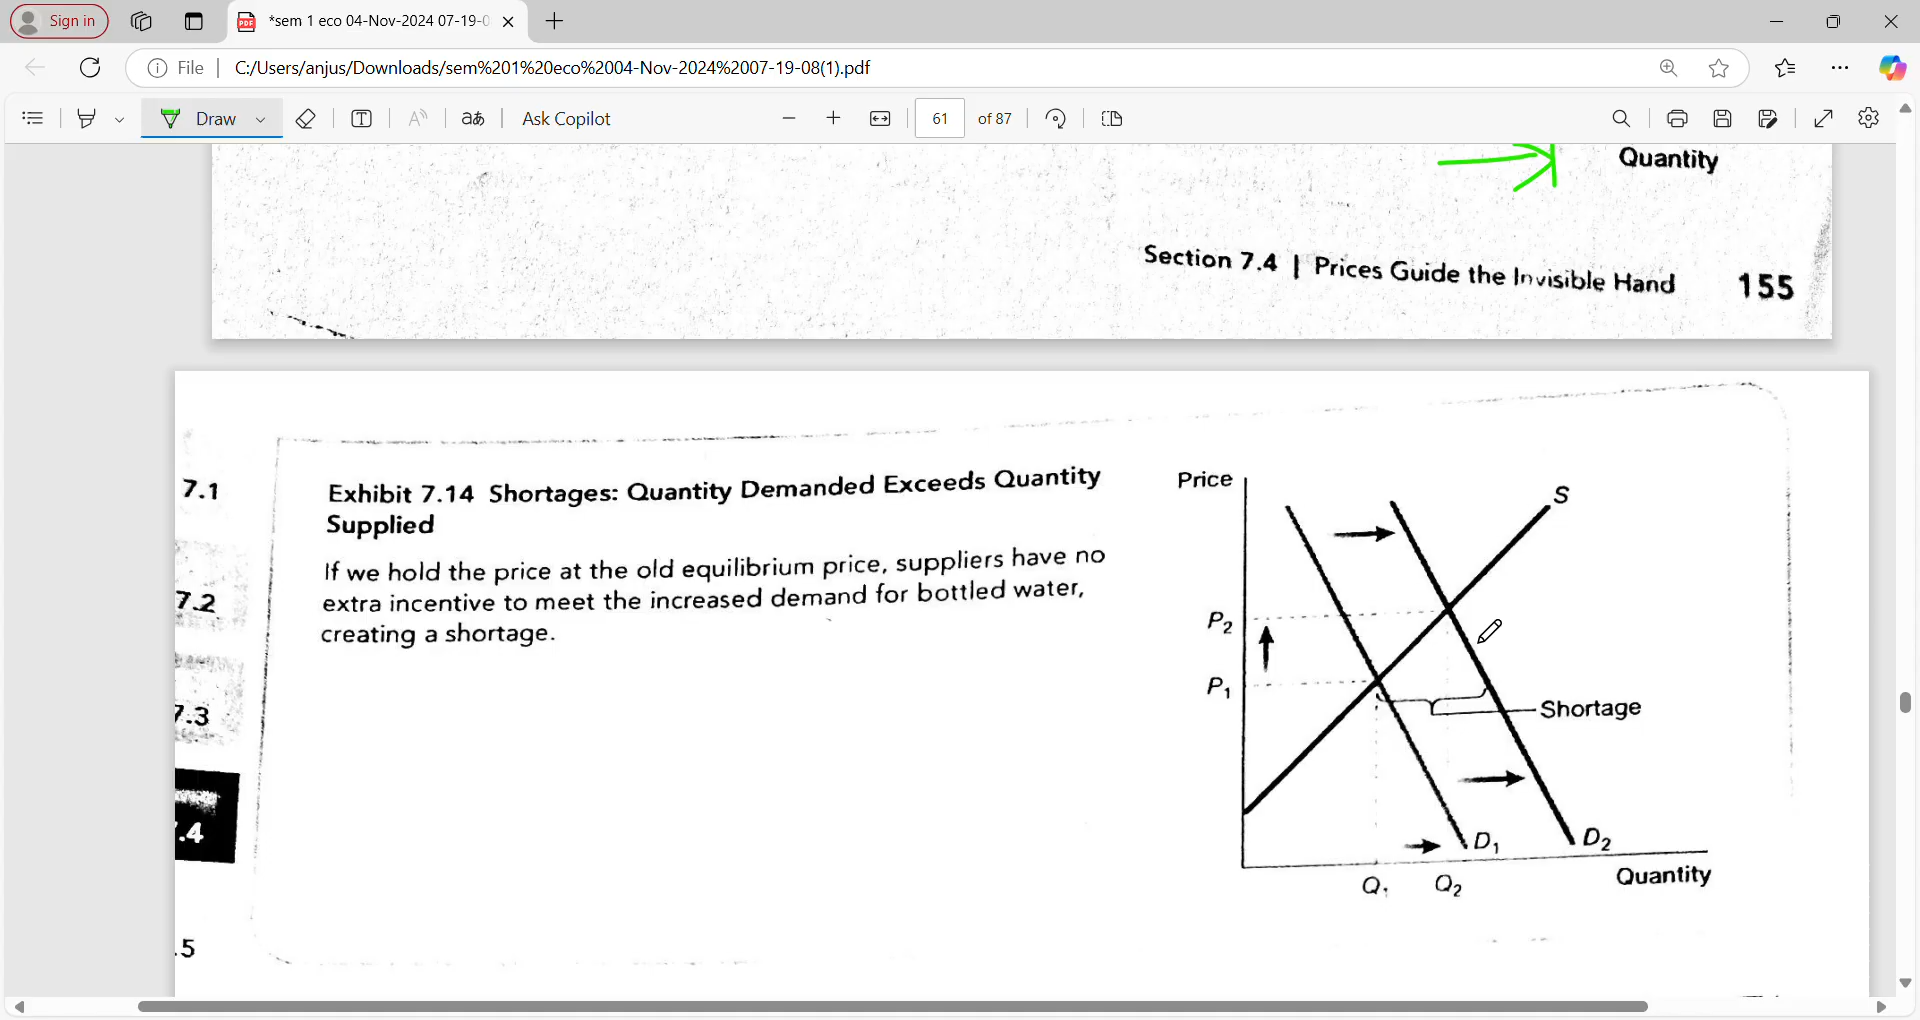 Sign in
*sem 1 eco 04-Nov-2024 07-19-0
File
C:/Users/anjus/Downloads/sem%201%20eco%2004-Nov-2024%2007-19-08(1).pdf
Draw
Ask Copilot
61 of 87
Quantity
Section 7.4 | Prices Guide the Invisible Hand 155
7.1
7.2
7.3
.4
.5
Exhibit 7.14 Shortages: Quantity Demanded Exceeds Quantity
Supplied
If we hold the price at the old equilibrium price, suppliers have no
extra incentive to meet the increased demand for bottled water,
creating a shortage.
Price
S
P2
P1
Shortage
D1
D2
Q1
Q2
Quantity